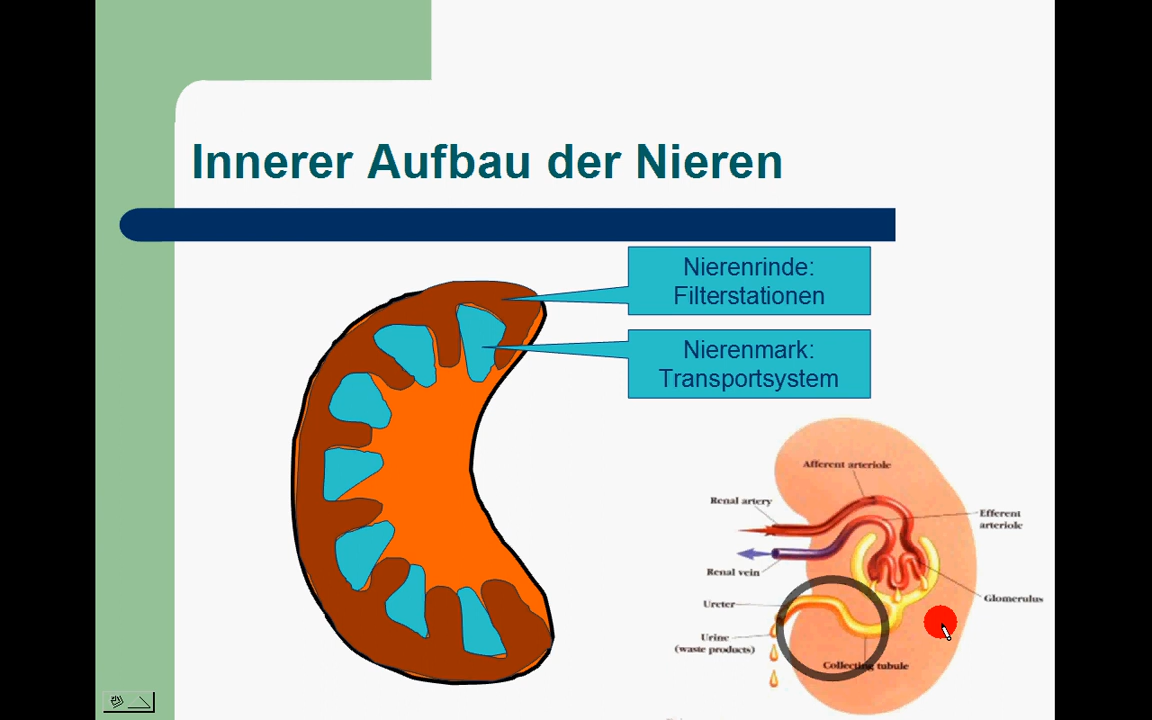 Innerer Aufbau der Nieren
Nierenrinde:
Filterstationen
Nierenmark:
Transportsystem
Afferent arteriole
Renal artery
Efferent
arteriole
Renal vein
Glomerulus
Ureter
Urine
(waste products)
Collecting tubule